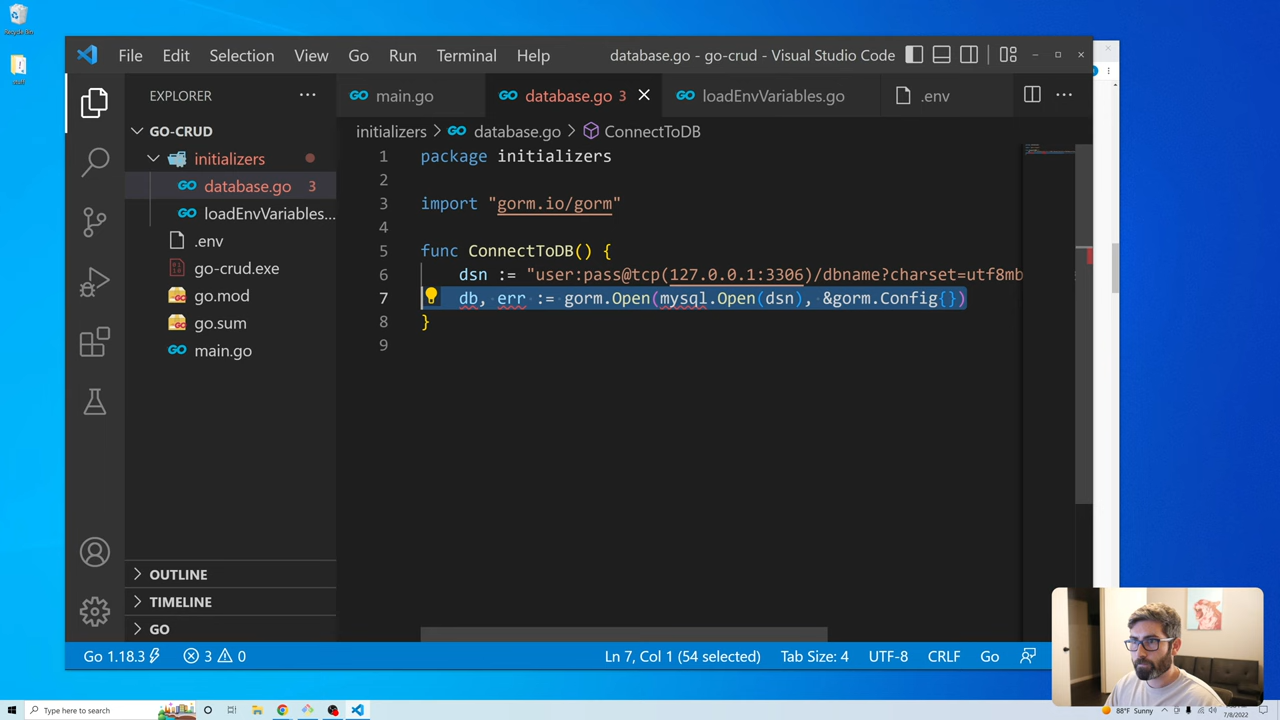 File Edit Selection View Go Run Terminal Help
database.go - go-crud - Visual Studio Code
EXPLORER
main.go
database.go 3
loadEnvVariables.go
.env
GO-CRUD
initializers
database.go 3
loadEnvVariables...
.env
go-crud.exe
go.mod
go.sum
main.go
OUTLINE
TIMELINE
GO
initializers > database.go > ConnectToDB
1 package initializers
2
3 import "gorm.io/gorm"
4
5 func ConnectToDB() {
6 dsn := "user:pass@tcp(127.0.0.1:3306)/dbname?charset=utf8mb
7 db, err := gorm.Open(mysql.Open(dsn), &gorm.Config{})
8 }
9
Go 1.18.3 3 0
Ln 7, Col 1 (54 selected) Tab Size: 4 UTF-8 CRLF Go
Type here to search
88°F Sunny
7/8/2022